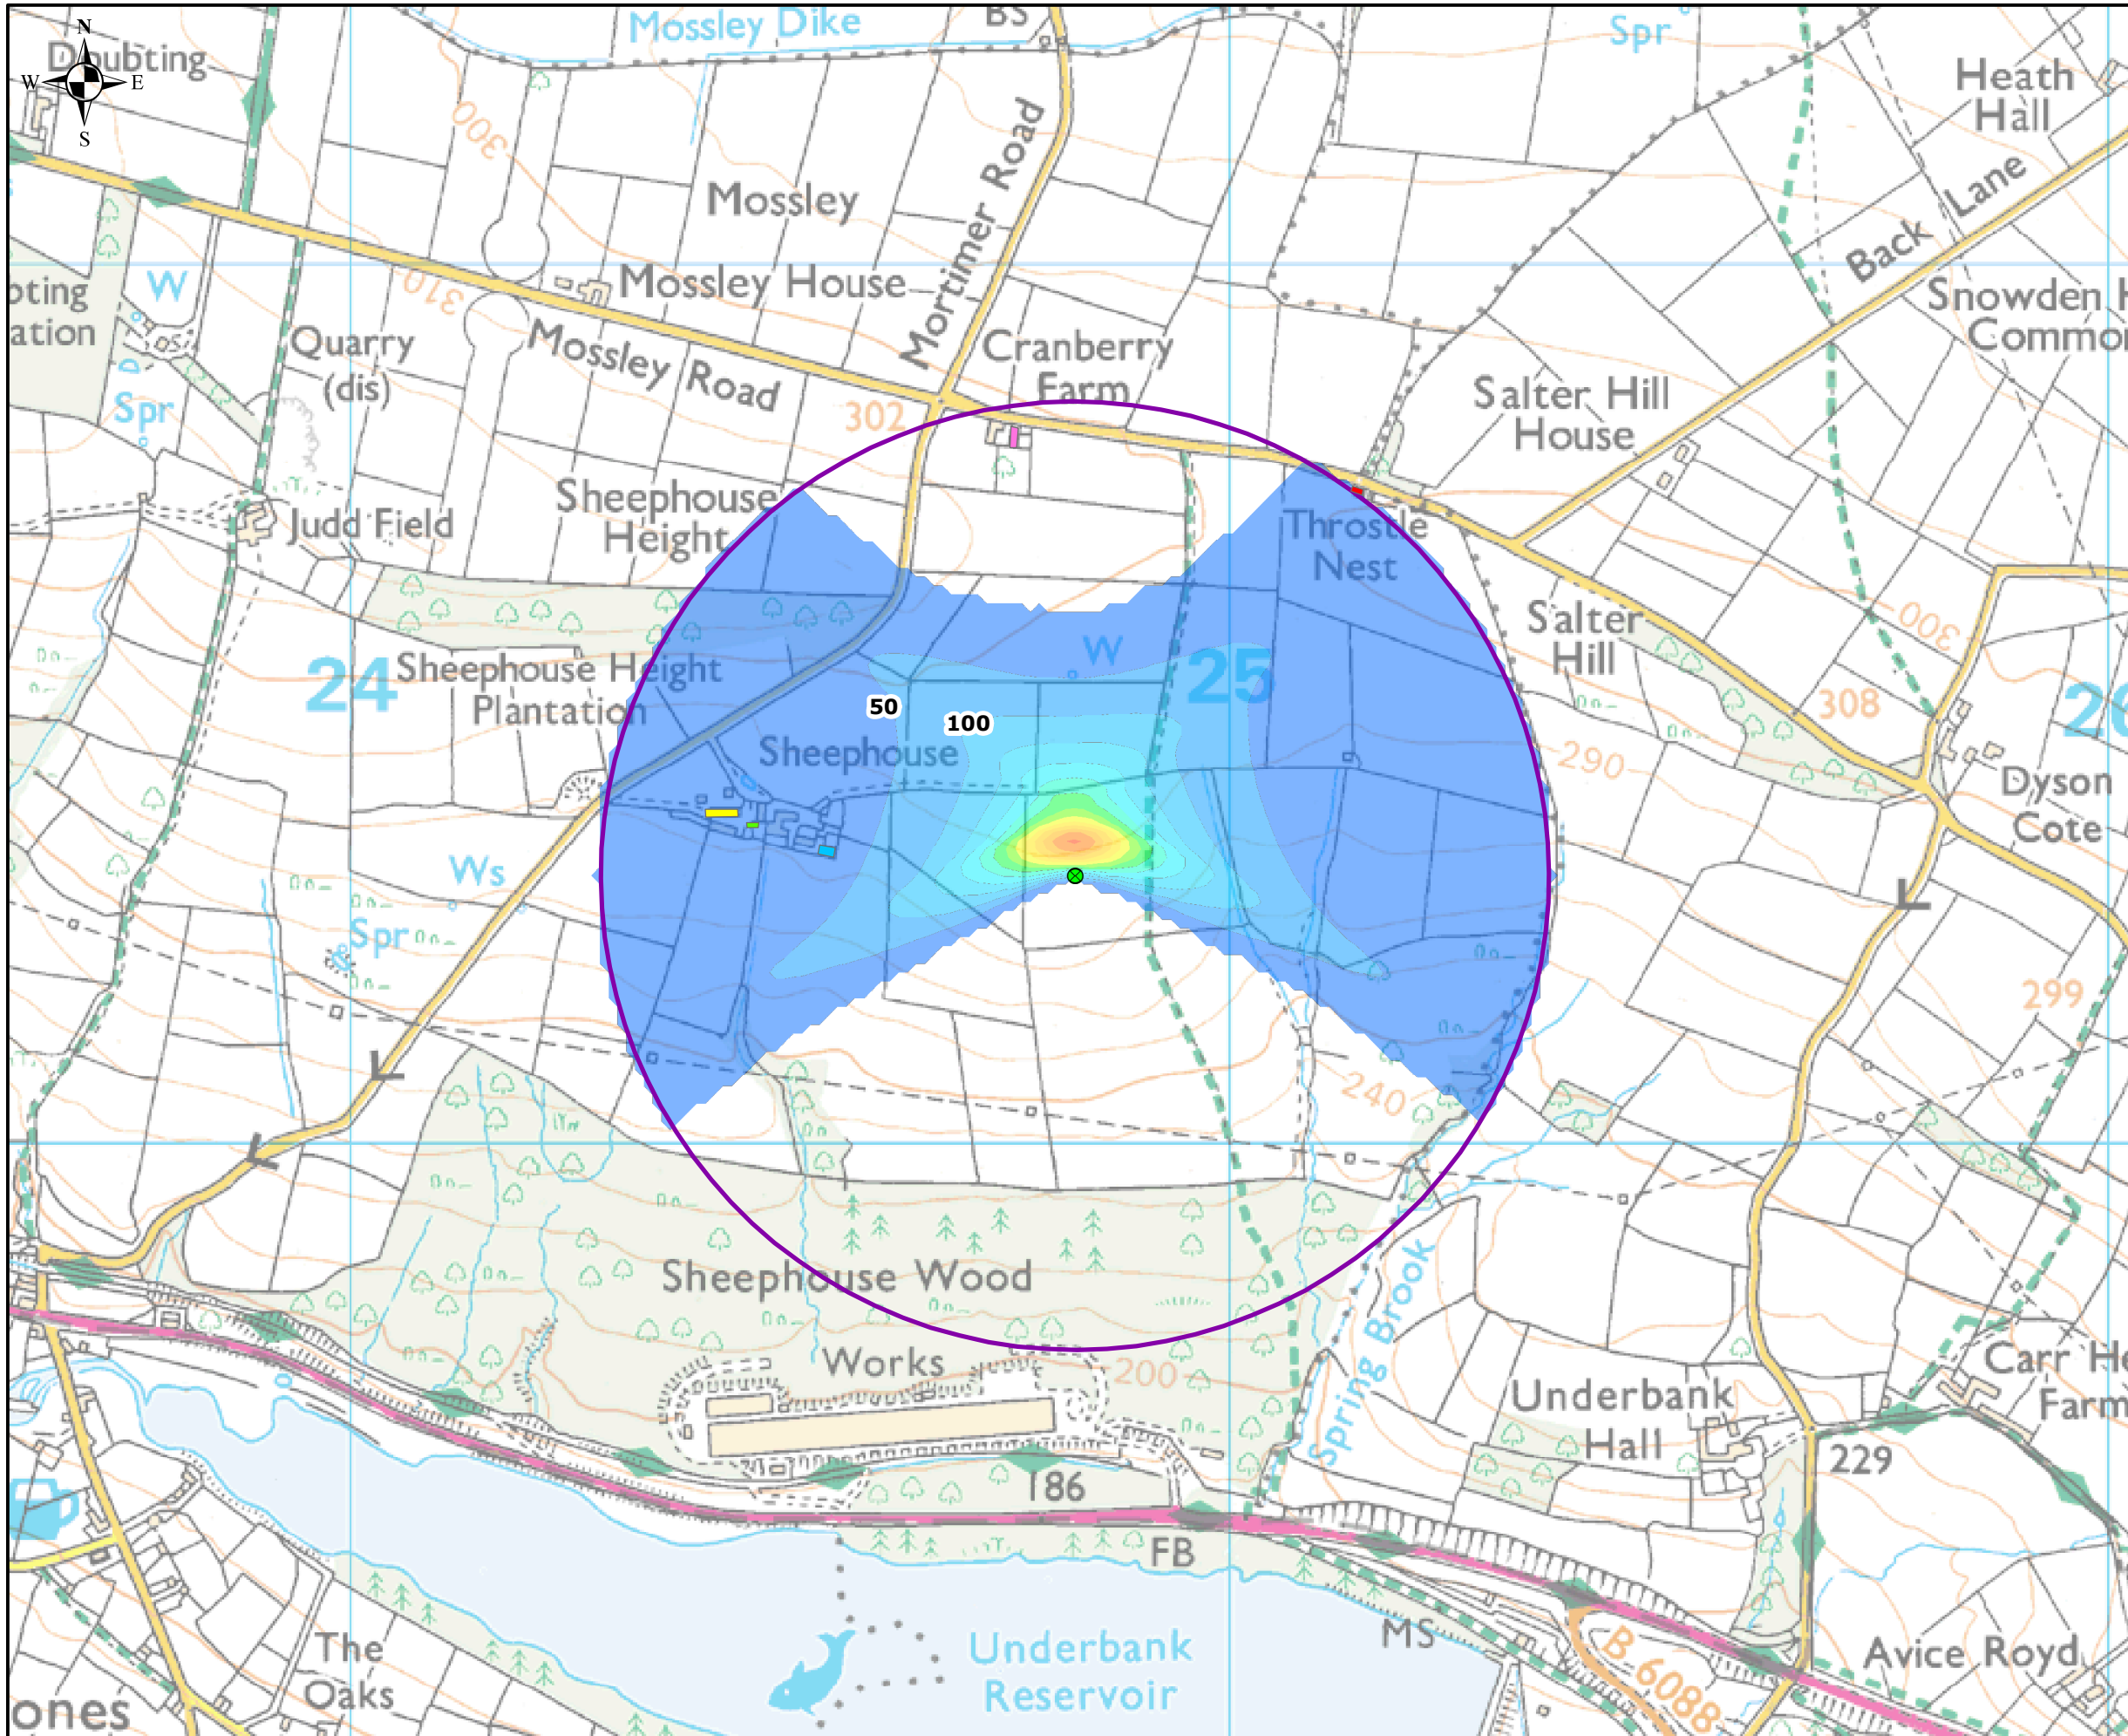 Mossley Dike
BS
Spr
N
W
E
S
Doubting
Heath
Hall
300
Mossley
Mortimer Road
Back Lane
W
Mossley House
310
Snowden H
Commo
oting
ation
Quarry
(dis)
Mossley Road
Cranberry
Farm
302
Spr
Salter Hill
House
Sheephouse
Height
Judd Field
Throstle
Nest
Salter
Hill
300
W
24
Sheephouse Height
Plantation
25
308
50
100
290
Sheephouse
Dyson
Cote
Ws
Spr
299
240
Sheephouse Wood
Spring Brook
Works
200
Carr Ho
Farm
Underbank
Hall
229
186
FB
MS
The
Oaks
Underbank
Reservoir
B 6088
Avice Royd
ones